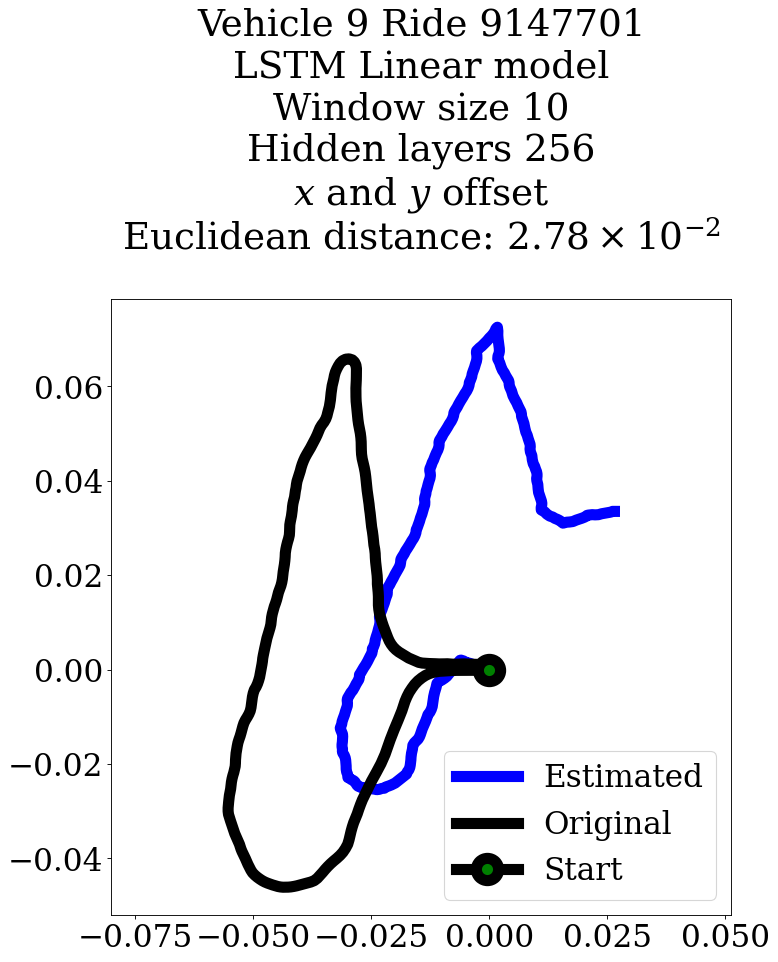 Vehicle 9 Ride 9147701
LSTM Linear model
Window size 10
Hidden layers 256
x and y offset
Euclidean distance: 2.78 × 10⁻²
0.06
0.04
0.02
0.00
−0.02
−0.04
−0.075 −0.050 −0.025 0.000 0.025 0.050
Estimated
Original
Start